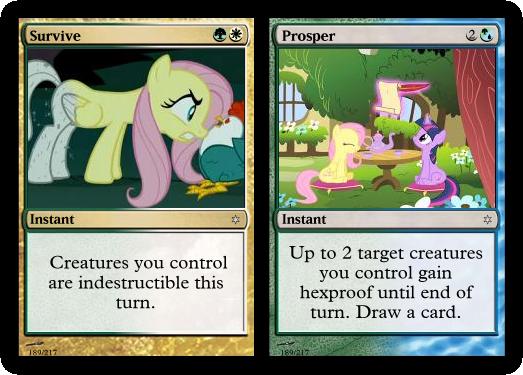 Survive
Instant
Creatures you control
are indestructible this
turn.
189/217
Prosper
2
Instant
Up to 2 target creatures
you control gain
hexproof until end of
turn. Draw a card.
189/217